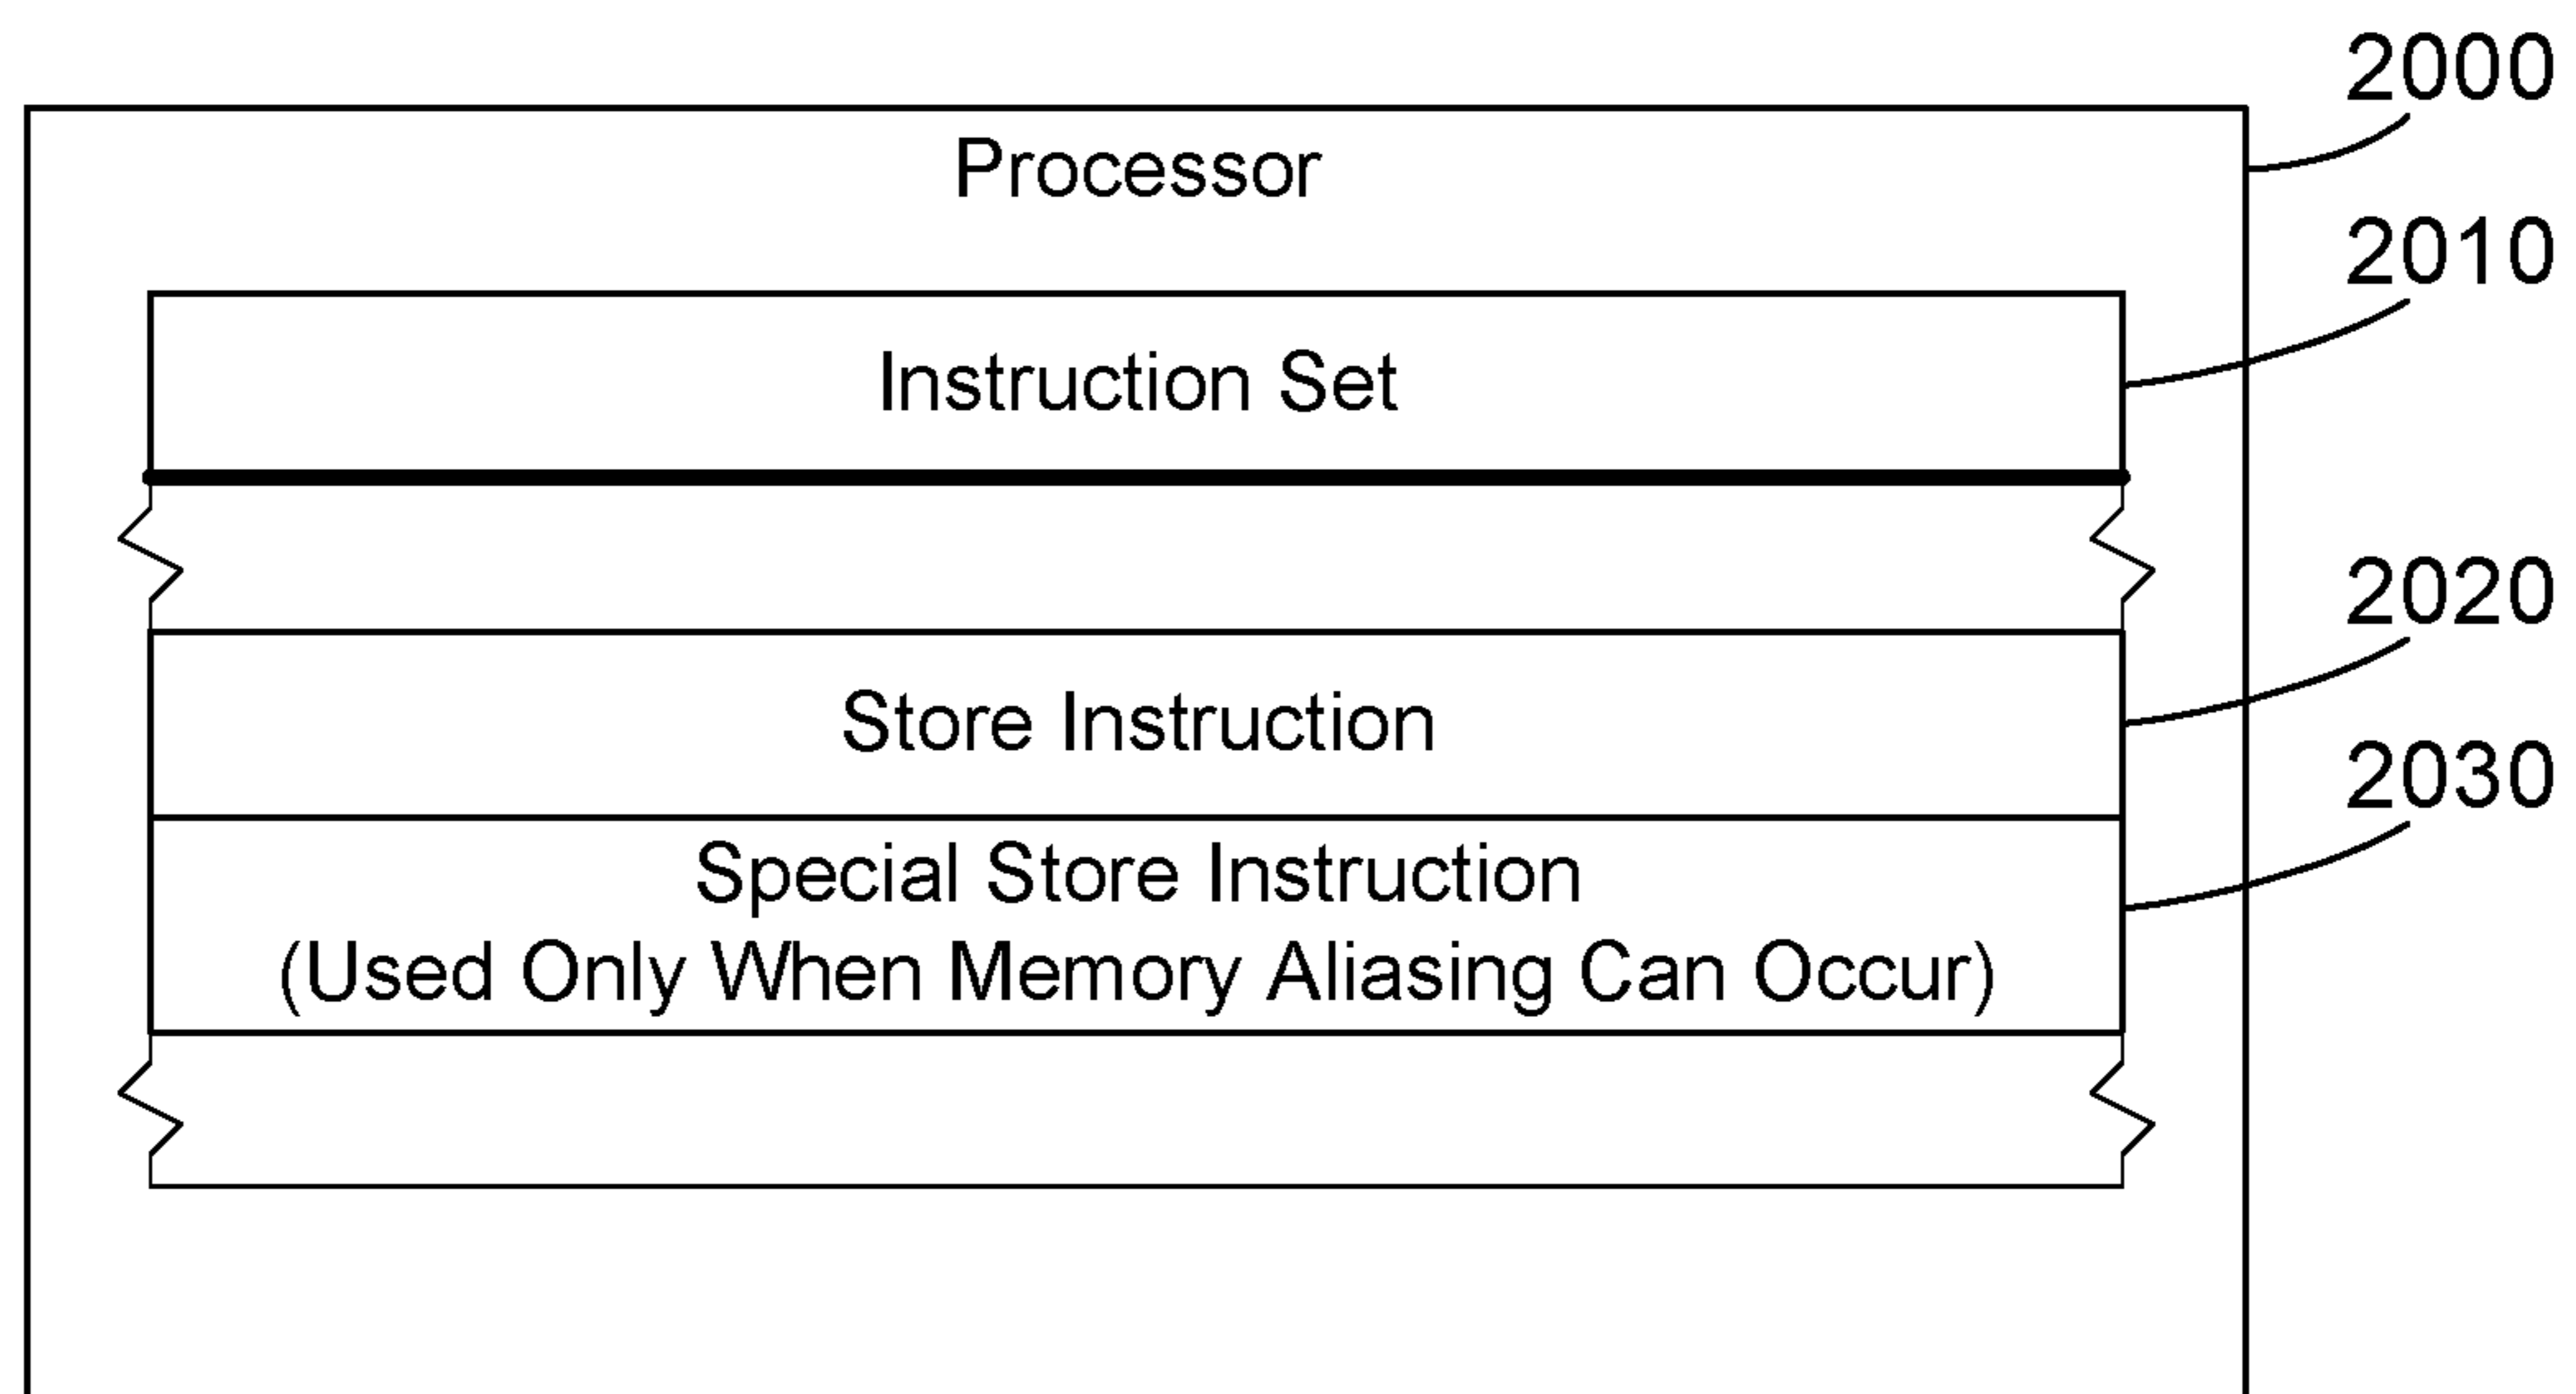 2000
Processor
2010
Instruction Set
2020
Store Instruction
2030
Special Store Instruction
(Used Only When Memory Aliasing Can Occur)